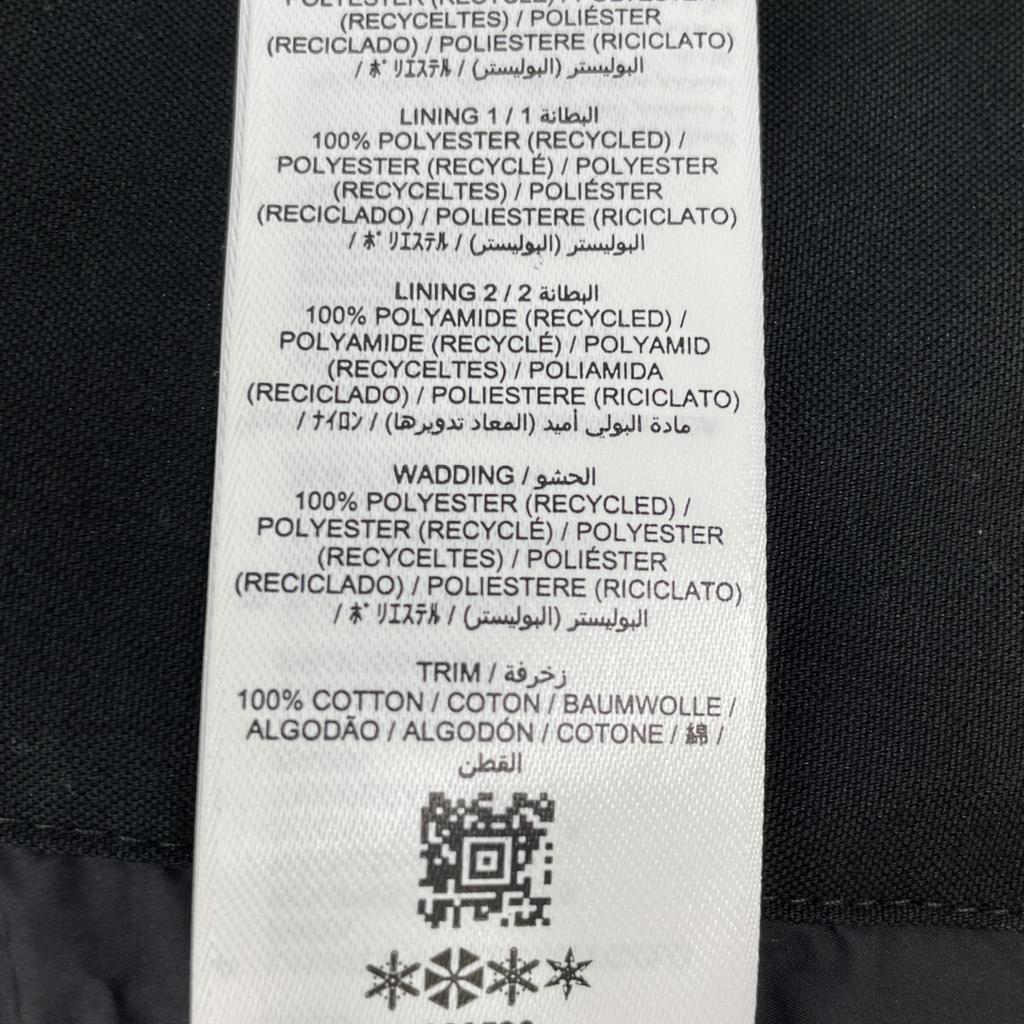 (RECYCELTES) / POLIÉSTER
(RECICLADO) / POLIESTERE (RICICLATO)
/ ポリエステル / البوليستر (البوليستر)
LINING 1 / البطانة 1
100% POLYESTER (RECYCLED) /
POLYESTER (RECYCLÉ) / POLYESTER
(RECYCELTES) / POLIÉSTER
(RECICLADO) / POLIESTERE (RICICLATO)
/ ポリエステル / البوليستر (البوليستر)
LINING 2 / البطانة 2
100% POLYAMIDE (RECYCLED) /
POLYAMIDE (RECYCLÉ) / POLYAMID
(RECYCELTES) / POLIAMIDA
(RECICLADO) / POLIESTERE (RICICLATO)
/ ナイロン / مادة البولي أميد (المعاد تدويرها)
WADDING / الحشو
100% POLYESTER (RECYCLED) /
POLYESTER (RECYCLÉ) / POLYESTER
(RECYCELTES) / POLIÉSTER
(RECICLADO) / POLIESTERE (RICICLATO)
/ ポリエステル / البوليستر (البوليستر)
TRIM / زخرفة
100% COTTON / COTON / BAUMWOLLE /
ALGODÃO / ALGODÓN / COTONE / 綿 /
القطن